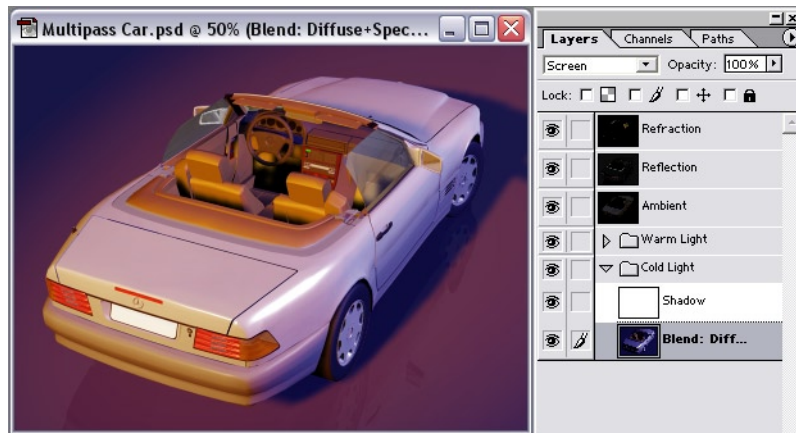 Multipass Car.psd @ 50% (Blend: Diffuse+Spec...
Layers Channels Paths
Screen Opacity: 100%
Lock:
Refraction
Reflection
Ambient
Warm Light
Cold Light
Shadow
Blend: Diff...